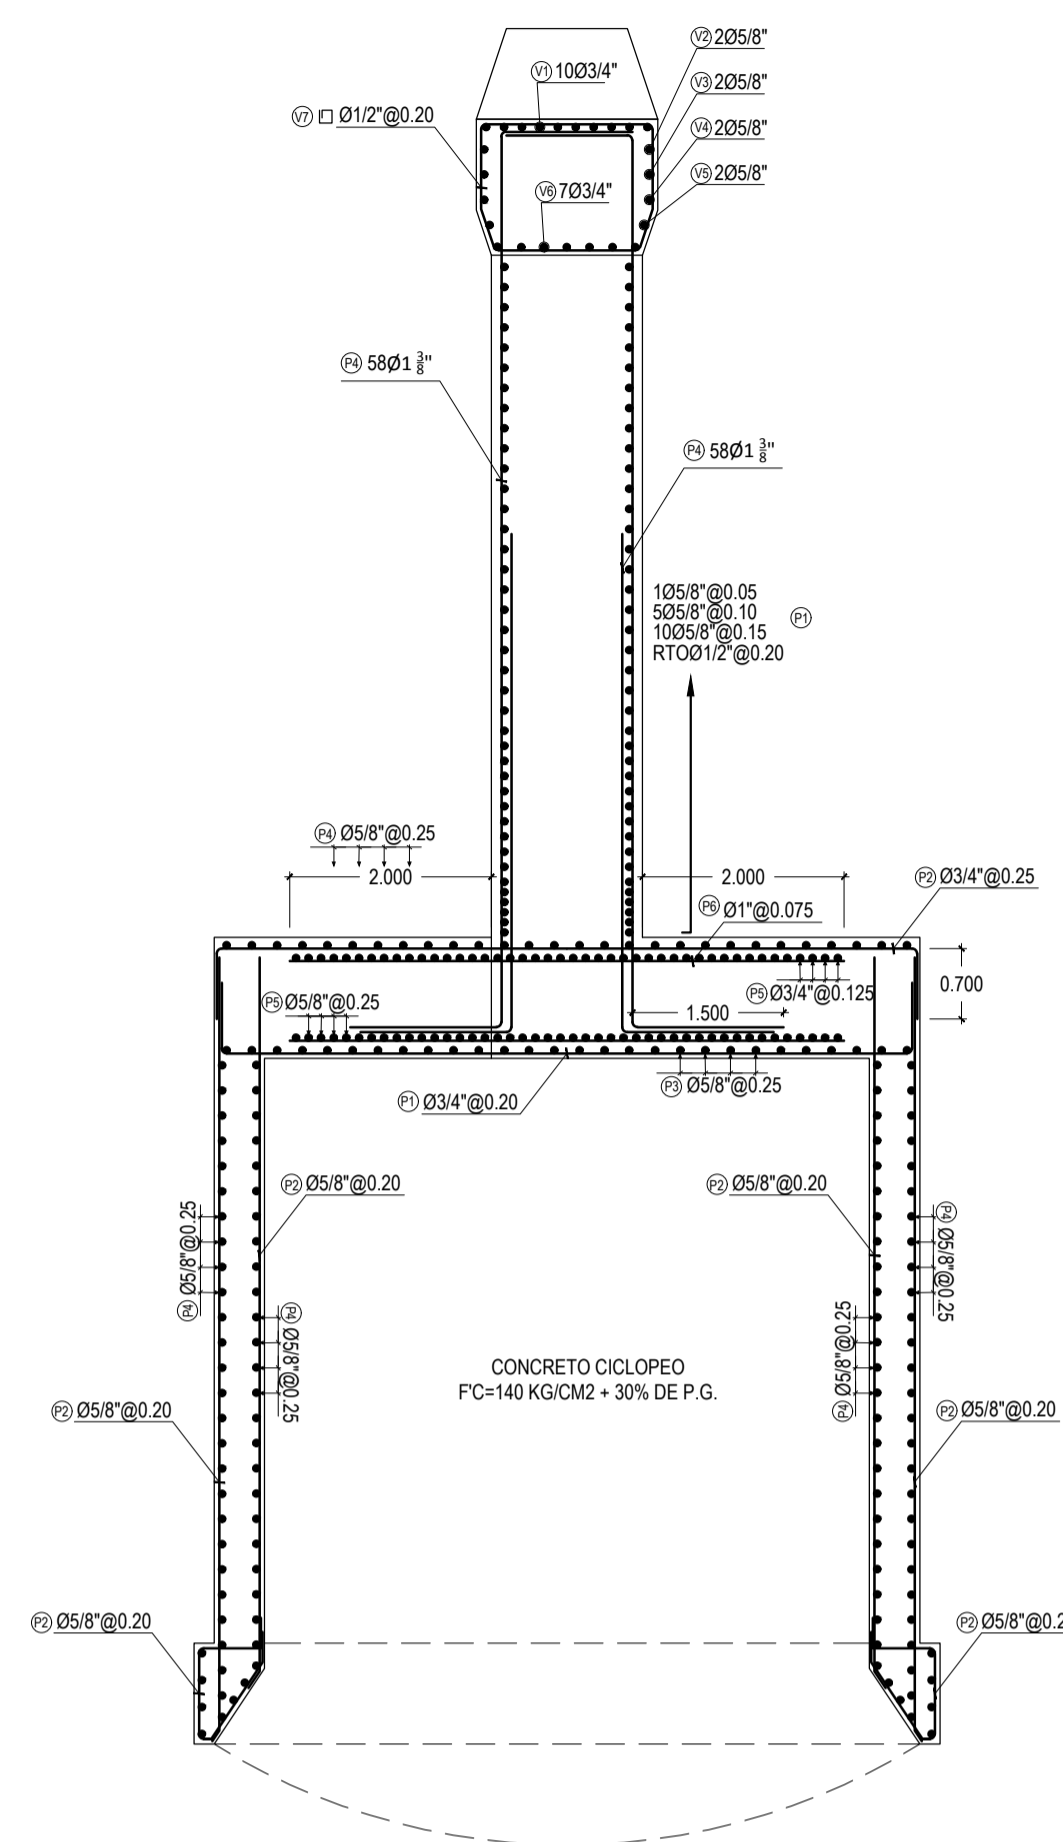 V2 2Ø5/8"
V1 10Ø3/4"
V3 2Ø5/8"
V7 Ø1/2"@0.20
V4 2Ø5/8"
V5 2Ø5/8"
V6 7Ø3/4"
P4 58Ø1 3/8"
P4 58Ø1 3/8"
1Ø5/8"@0.05
5Ø5/8"@0.10
10Ø5/8"@0.15
RTOØ1/2"@0.20
P1
P4 Ø5/8"@0.25
2.000
2.000
P2 Ø3/4"@0.25
P6 Ø1"@0.075
0.700
P5 Ø5/8"@0.25
P5 Ø3/4"@0.125
1.500
P3 Ø5/8"@0.25
P1 Ø3/4"@0.20
P2 Ø5/8"@0.20
P2 Ø5/8"@0.20
P4 Ø5/8"@0.25
P4 Ø5/8"@0.25
P4 Ø5/8"@0.25
P4 Ø5/8"@0.25
CONCRETO CICLOPEO
F'C=140 KG/CM2 + 30% DE P.G.
P2 Ø5/8"@0.20
P2 Ø5/8"@0.20
P2 Ø5/8"@0.20
P2 Ø5/8"@0.2